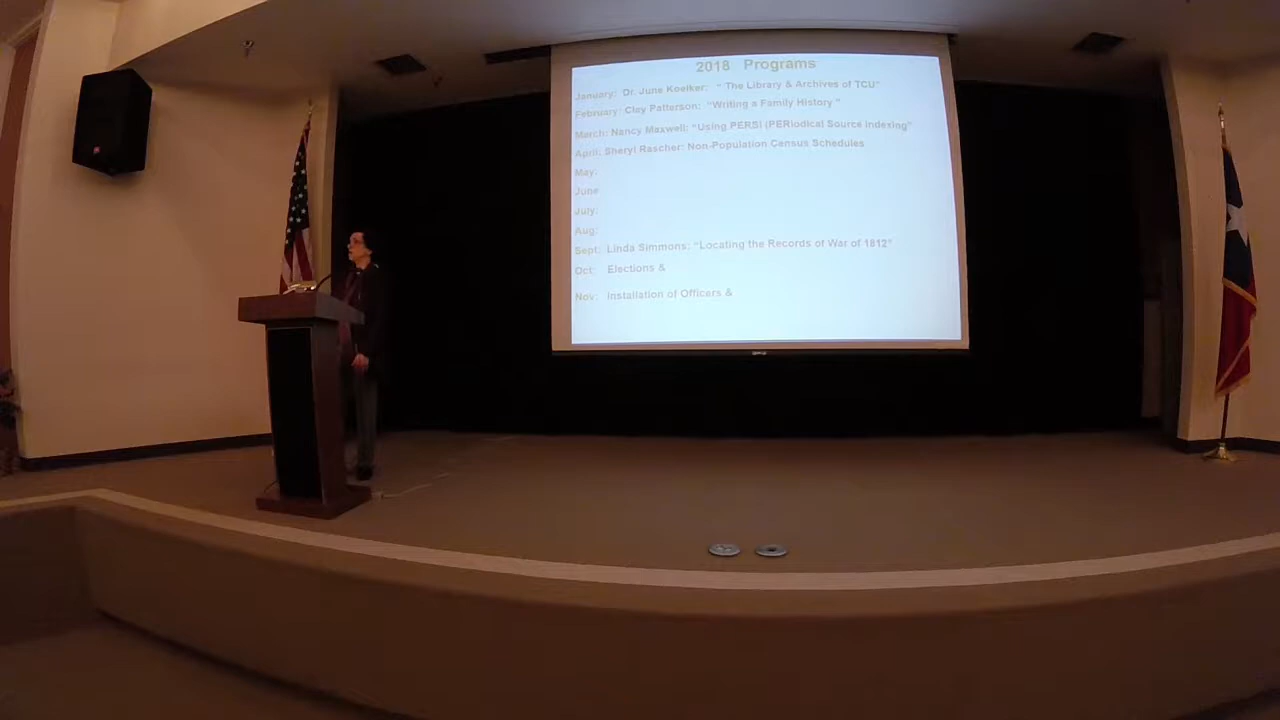 2018 Programs
January: Dr. June Koelker: “ The Library & Archives of TCU”
February: Clay Patterson: “Writing a Family History ”
March: Nancy Maxwell: “Using PERSI (PERiodical Source Indexing”
April: Sheryl Rascher: Non-Population Census Schedules
May:
June
July:
Aug:
Sept: Linda Simmons: “Locating the Records of War of 1812”
Oct: Elections &
Nov: Installation of Officers &